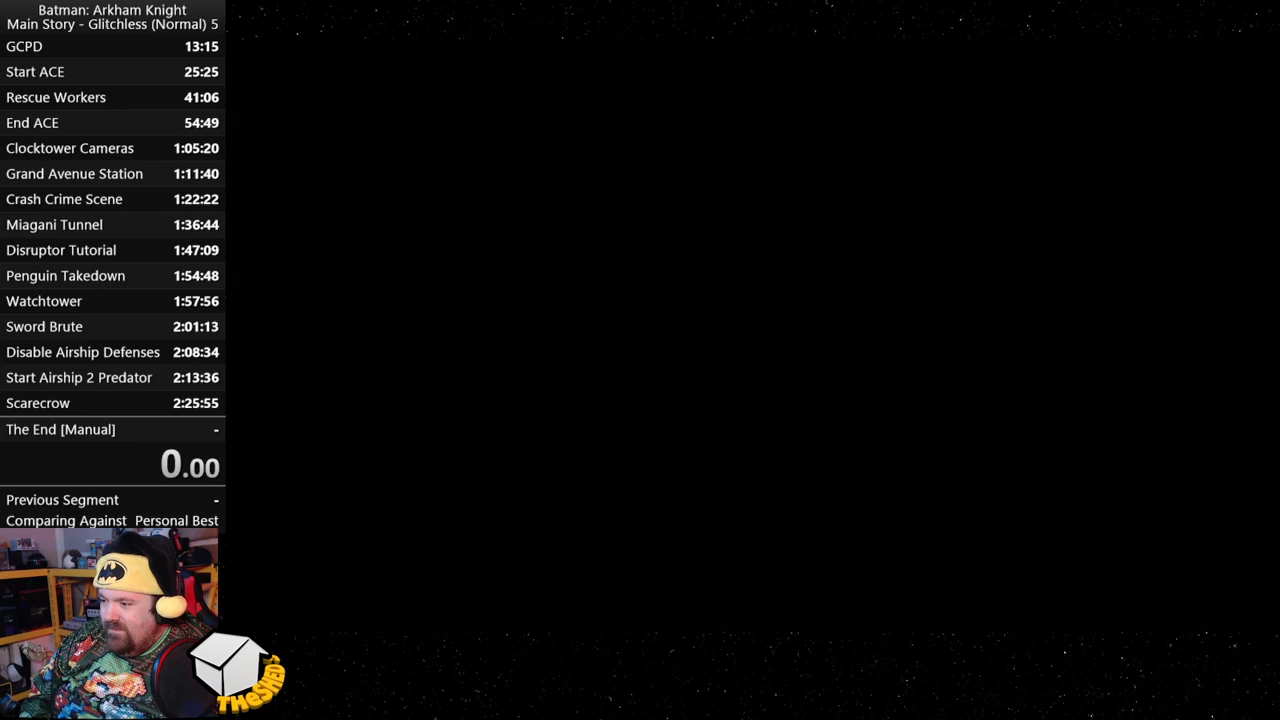 Batman: Arkham Knight
Main Story - Glitchless (Normal) 5
GCPD 13:15
Start ACE 25:25
Rescue Workers 41:06
End ACE 54:49
Clocktower Cameras 1:05:20
Grand Avenue Station 1:11:40
Crash Crime Scene 1:22:22
Miagani Tunnel 1:36:44
Disruptor Tutorial 1:47:09
Penguin Takedown 1:54:48
Watchtower 1:57:56
Sword Brute 2:01:13
Disable Airship Defenses 2:08:34
Start Airship 2 Predator 2:13:36
Scarecrow 2:25:55
The End [Manual] -
0.00
Previous Segment -
Comparing Against Personal Best
THESHED